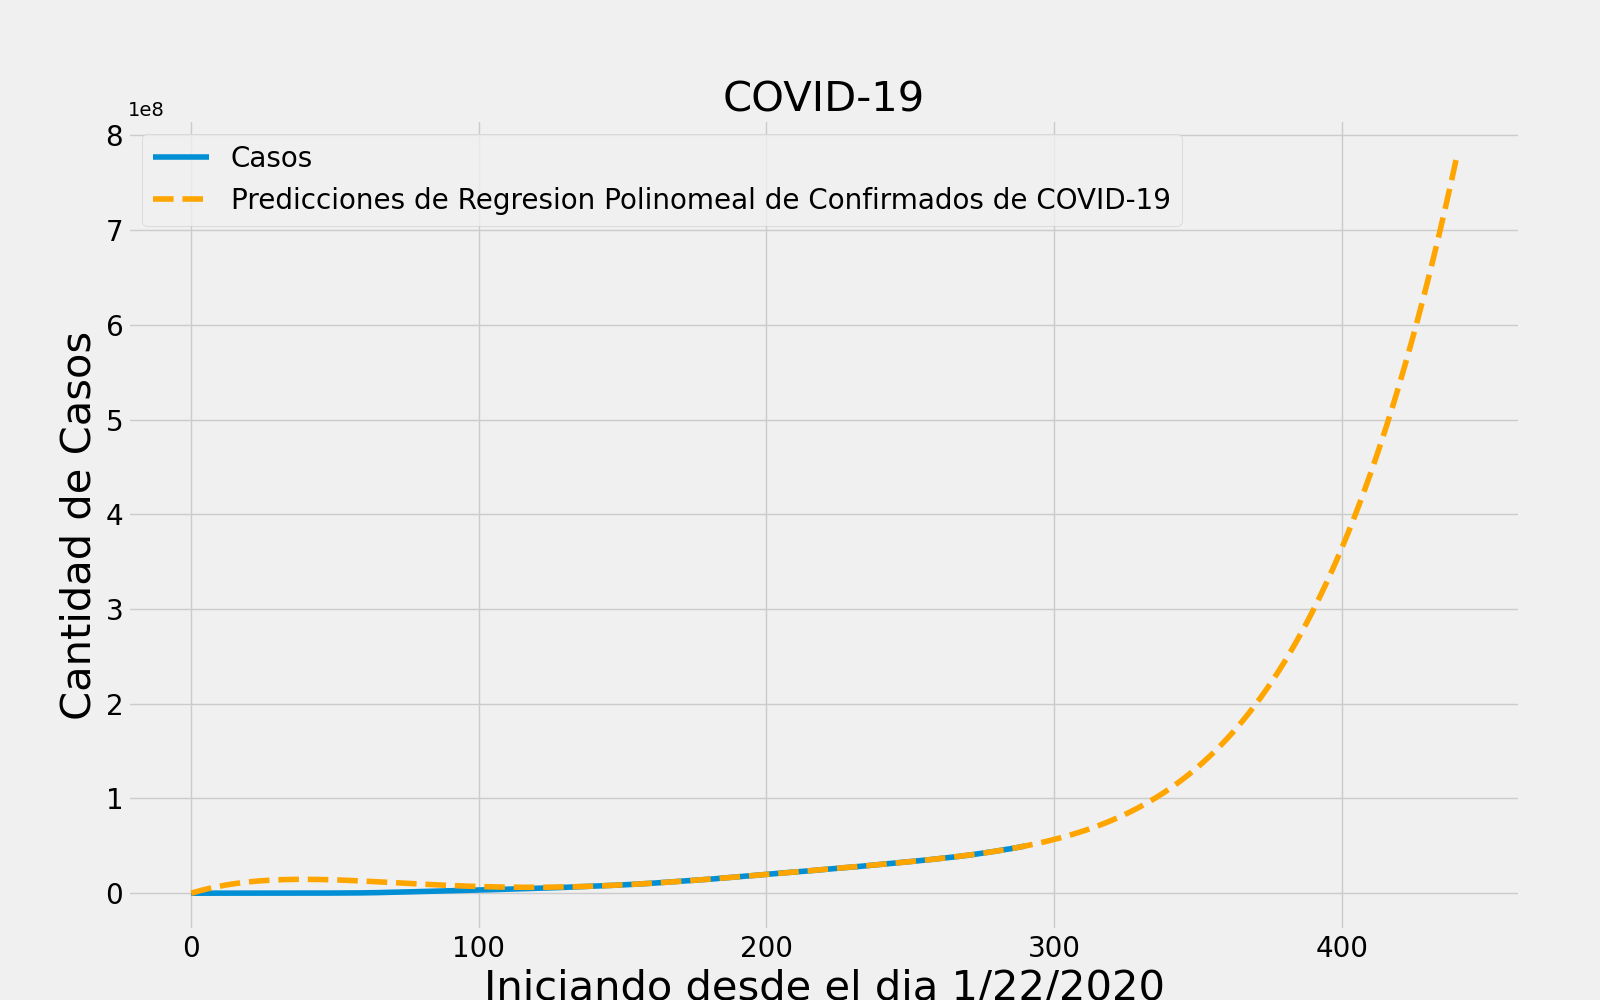 COVID-19
1e8
Casos
Predicciones de Regresion Polinomeal de Confirmados de COVID-19
Cantidad de Casos
8
7
6
5
4
3
2
1
0
0 100 200 300 400
Iniciando desde el dia 1/22/2020